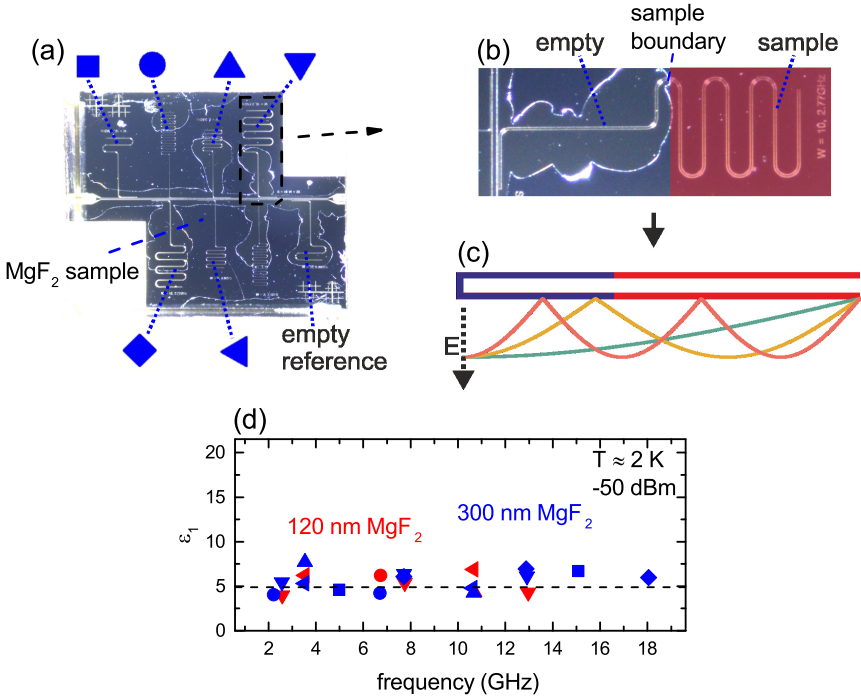 (a)
MgF2 sample
empty
reference
(b)
empty
sample
boundary
sample
W = 10, 2.77GHz
(c)
E
(d)
T ≈ 2 K
-50 dBm
120 nm MgF2
300 nm MgF2
ε1
20
15
10
5
0
2 4 6 8 10 12 14 16 18
frequency (GHz)